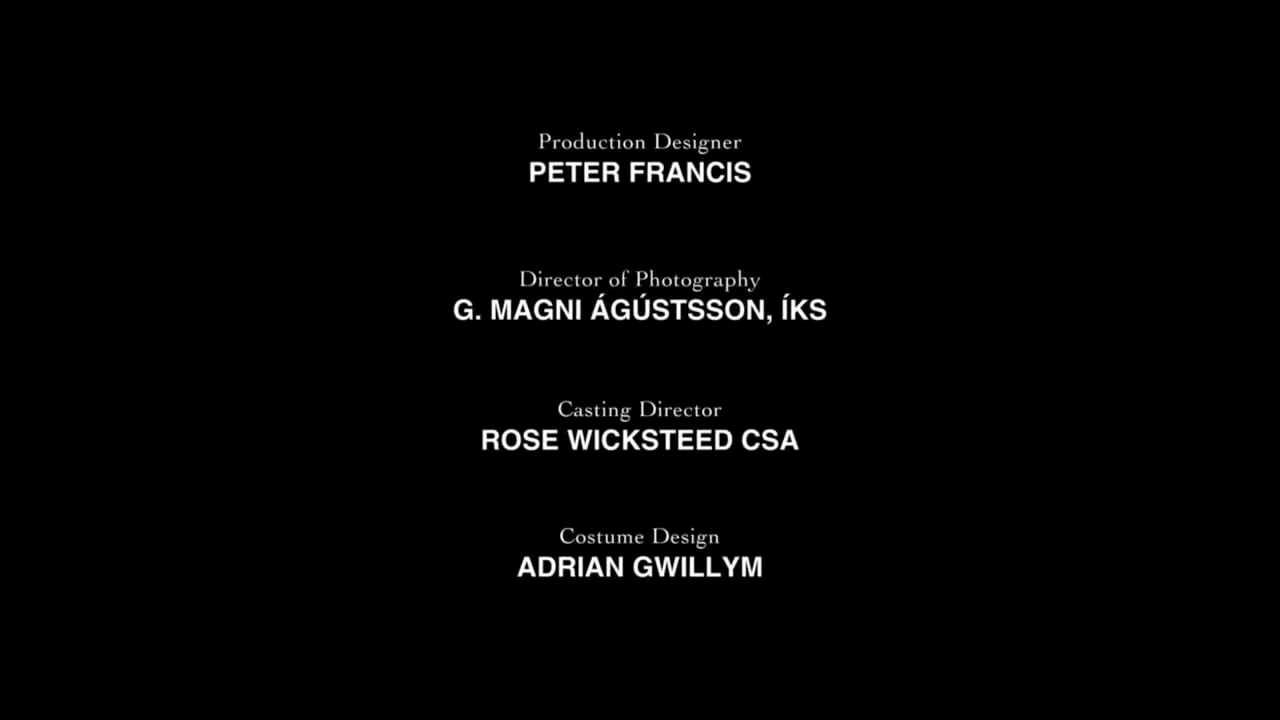 Production Designer
PETER FRANCIS
Director of Photography
G. MAGNI ÁGÚSTSSON, ÍKS
Casting Director
ROSE WICKSTEED CSA
Costume Design
ADRIAN GWILLYM